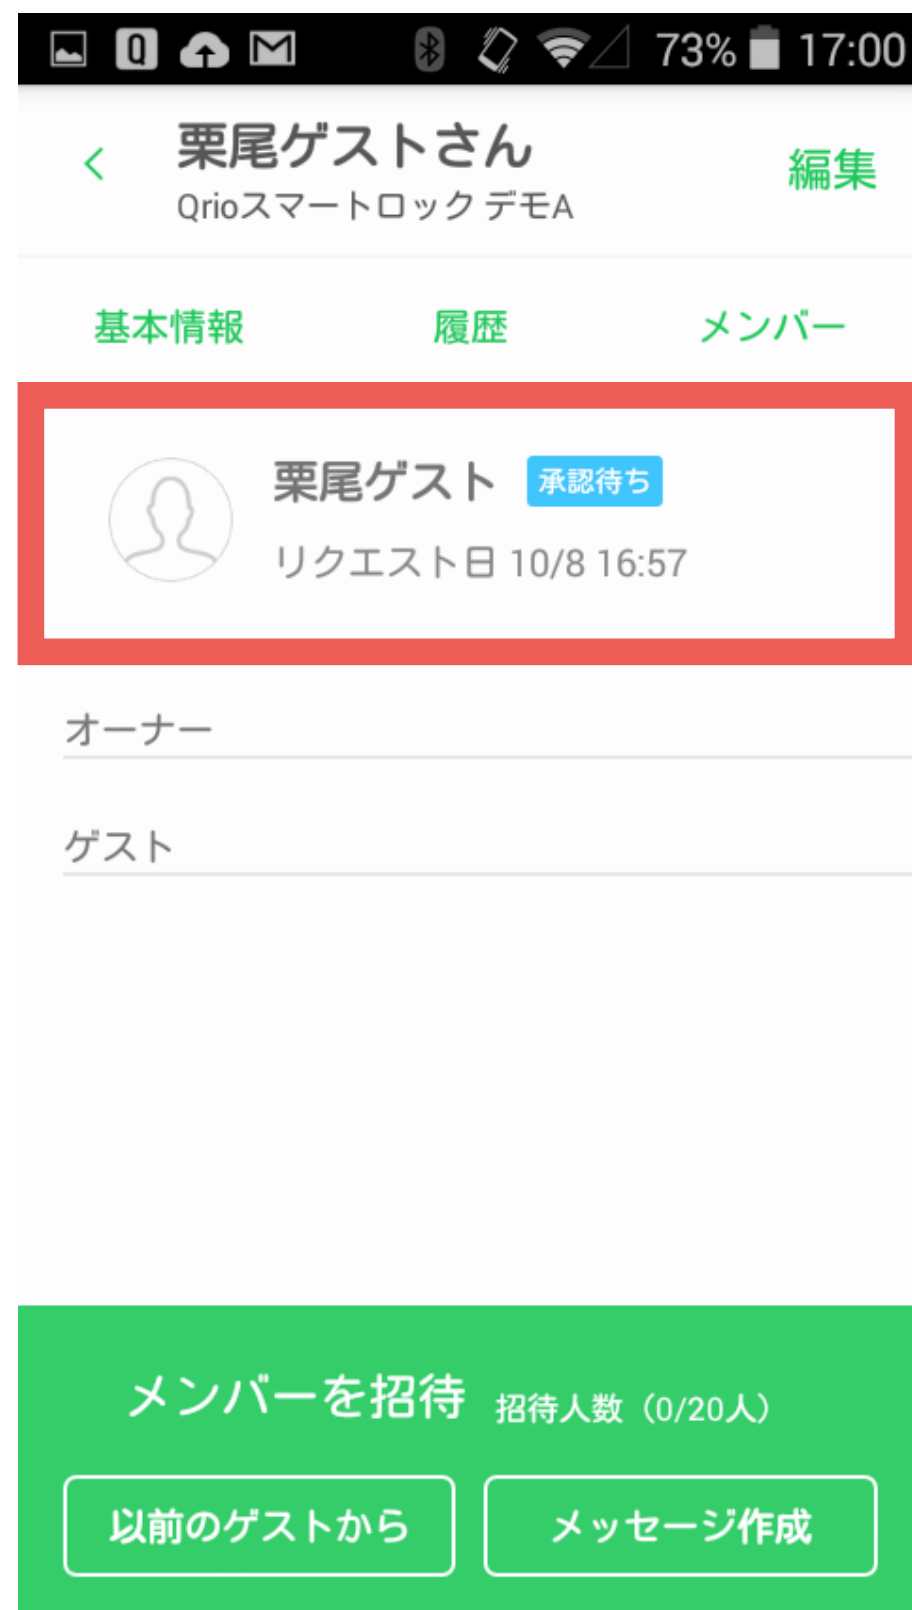 Q 73% 17:00
栗尾ゲストさん
Qrioスマートロック デモA
編集
基本情報 履歴 メンバー
栗尾ゲスト 承認待ち
リクエスト日 10/8 16:57
オーナー
ゲスト
メンバーを招待 招待人数（0/20人）
以前のゲストから メッセージ作成